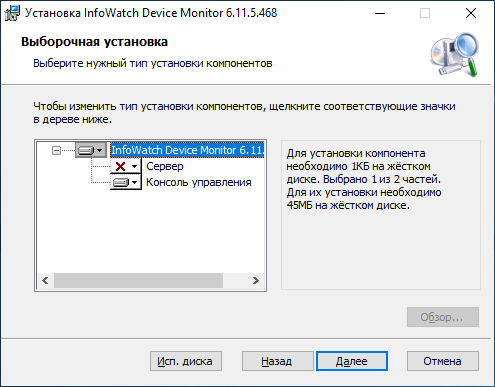 Установка InfoWatch Device Monitor 6.11.5.468
Выборочная установка
Выберите нужный тип установки компонентов
Чтобы изменить тип установки компонентов, щелкните соответствующие значки
в дереве ниже.
InfoWatch Device Monitor 6.11.
Сервер
Консоль управления
Для установки компонента
необходимо 1КБ на жёстком
диске. Выбрано 1 из 2 частей.
Для их установки необходимо
45МБ на жёстком диске.
Обзор...
Исп. диска
Назад
Далее
Отмена